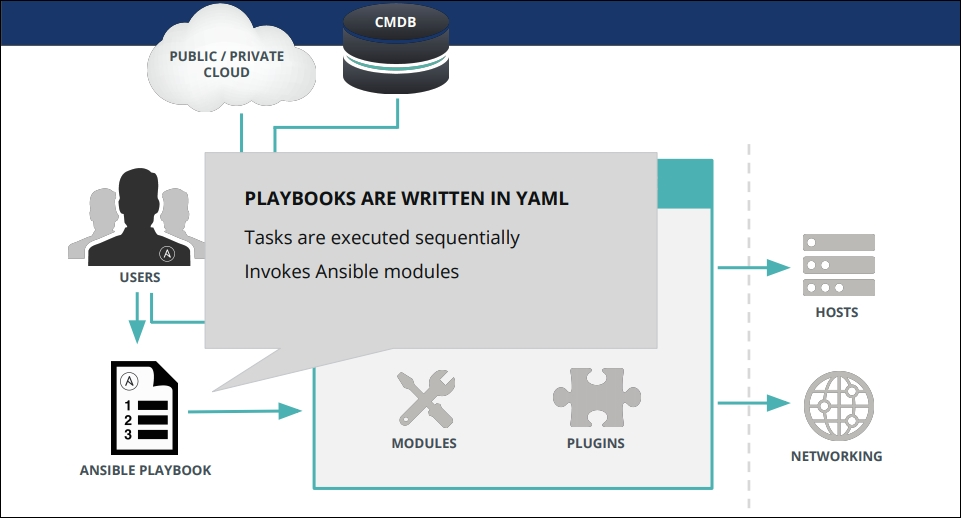 CMDB
PUBLIC / PRIVATE
CLOUD
PLAYBOOKS ARE WRITTEN IN YAML
Tasks are executed sequentially
Invokes Ansible modules
USERS
HOSTS
A
1
2
3
MODULES
PLUGINS
ANSIBLE PLAYBOOK
NETWORKING